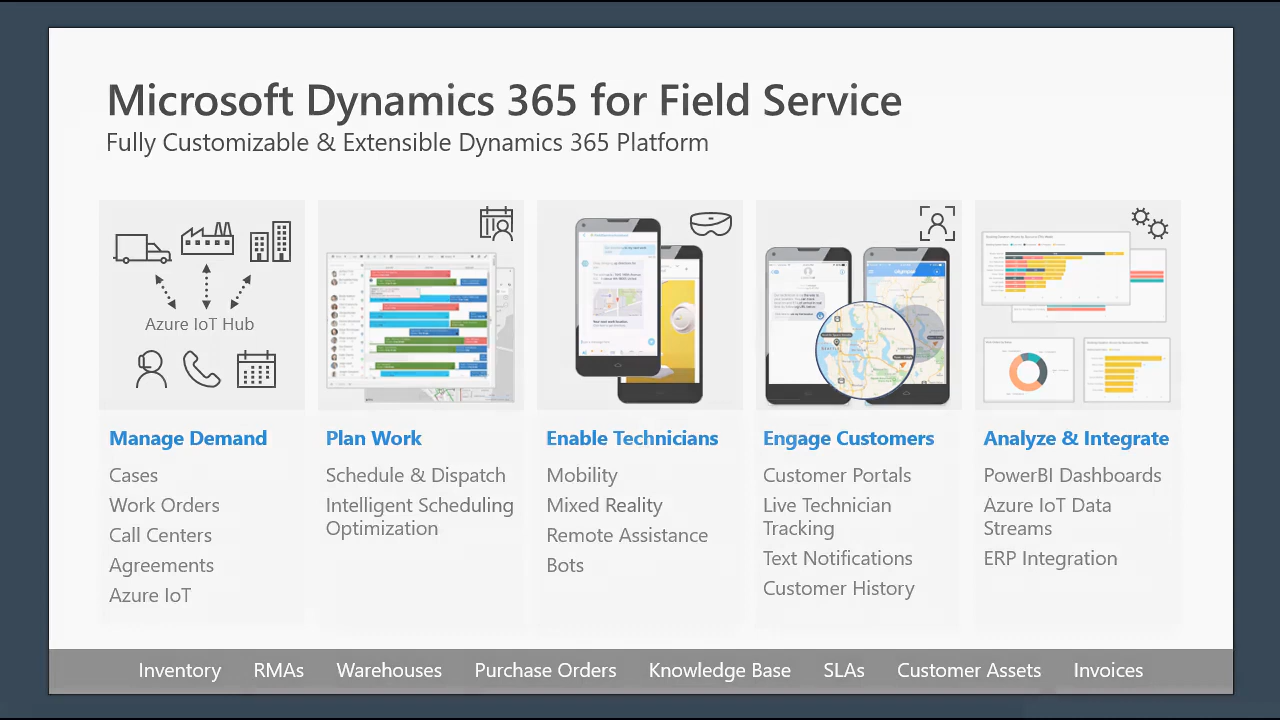 Microsoft Dynamics 365 for Field Service
Fully Customizable & Extensible Dynamics 365 Platform
Azure IoT Hub
Manage Demand
Cases
Work Orders
Call Centers
Agreements
Azure IoT
Plan Work
Schedule & Dispatch
Intelligent Scheduling
Optimization
Enable Technicians
Mobility
Mixed Reality
Remote Assistance
Bots
Engage Customers
Customer Portals
Live Technician
Tracking
Text Notifications
Customer History
Analyze & Integrate
PowerBI Dashboards
Azure IoT Data
Streams
ERP Integration
Inventory RMAs Warehouses Purchase Orders Knowledge Base SLAs Customer Assets Invoices